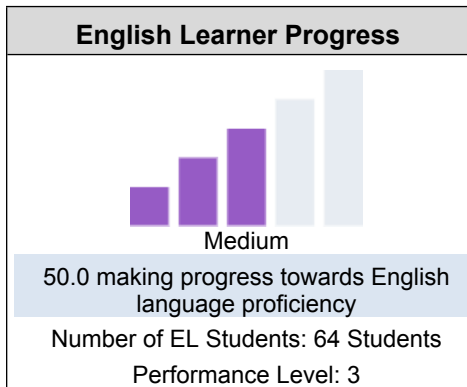 English Learner Progress
Medium
50.0 making progress towards English
language proficiency
Number of EL Students: 64 Students
Performance Level: 3